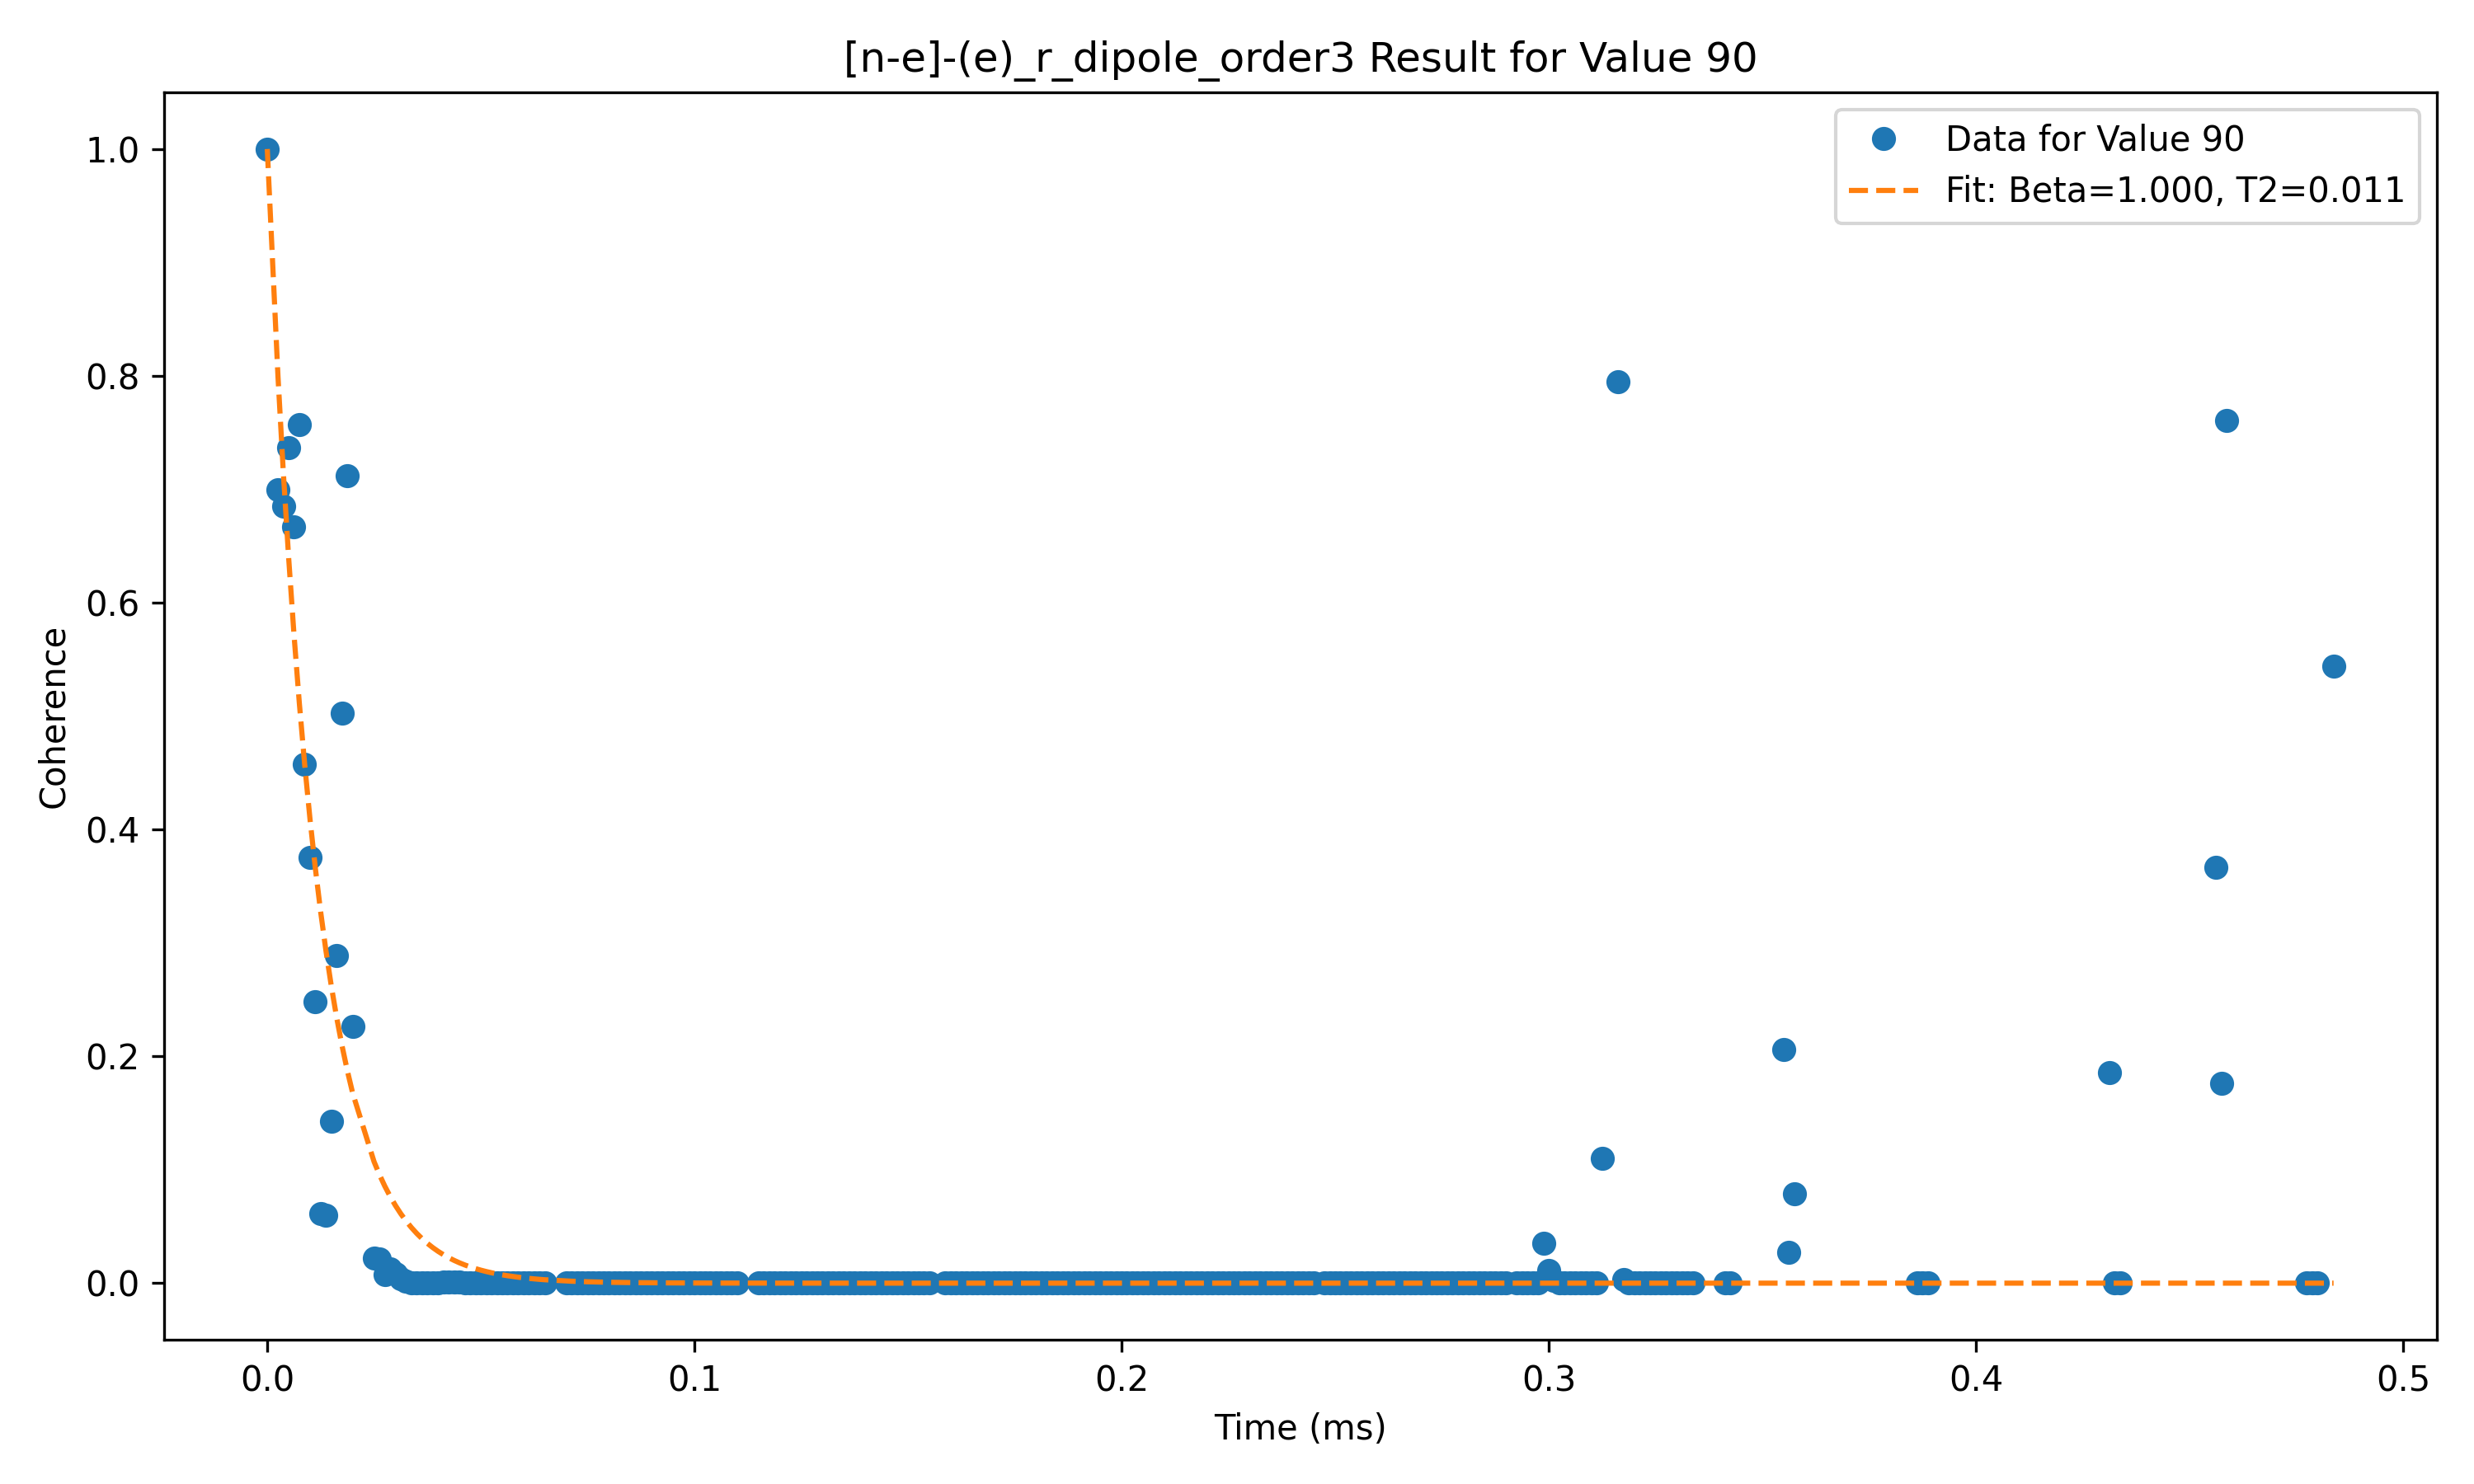 [n-e]-(e)_r_dipole_order3 Result for Value 90
Data for Value 90
Fit: Beta=1.000, T2=0.011
Coherence
1.0
0.8
0.6
0.4
0.2
0.0
0.0 0.1 0.2 0.3 0.4 0.5
Time (ms)